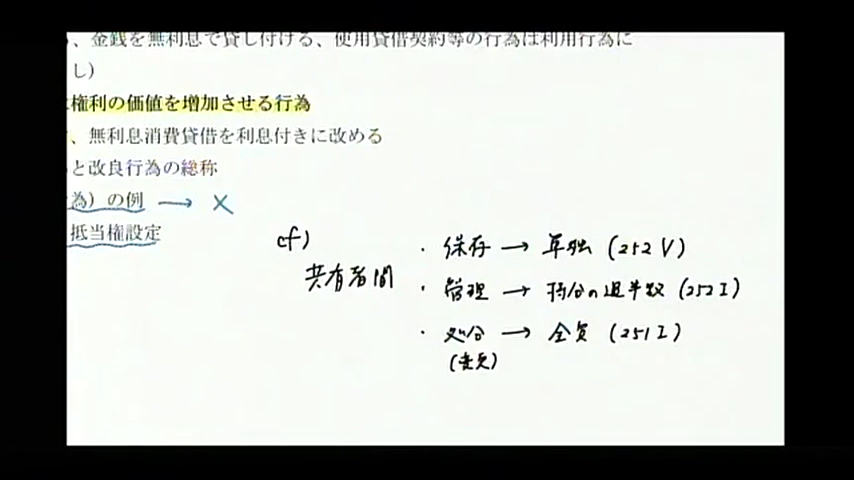 、金銭を無利息で貸し付ける、使用貸借契約等の行為は利用行為に
し）
権利の価値を増加させる行為
、無利息消費貸借を利息付きに改める
と改良行為の総称
為）の例 → ×
抵当権設定
cf）
共有者間
・保存 → 単独（252 V）
・管理 → 持分の過半数（252 I）
・処分 → 全員（251 I）
（変更）